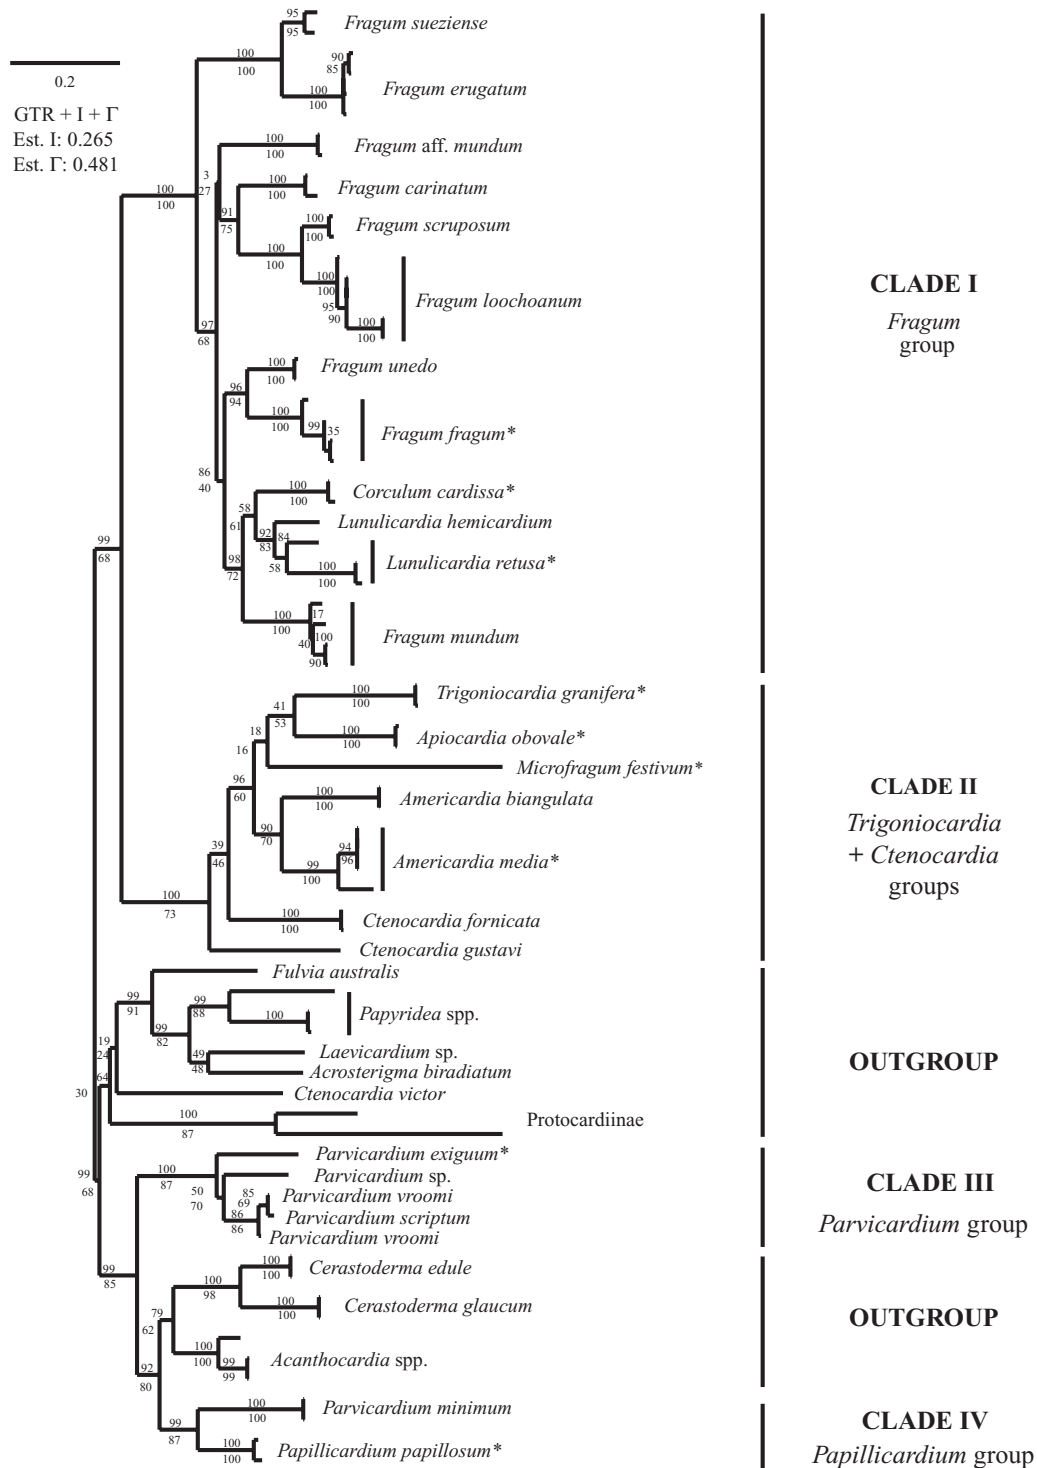 95
95
Fragum sueziense
100
100
90
85
0.2
Fragum erugatum
100
100
GTR + I + Γ
Est. I: 0.265
Est. Γ: 0.481
100
100
Fragum aff. mundum
3
27
100
100
100
100
Fragum carinatum
91
75
100
100
Fragum scruposum
100
100
CLADE I
Fragum
group
100
100
95
90
Fragum loochoanum
97
68
100
100
100
100
Fragum unedo
96
94
100
100
99
35
Fragum fragum*
86
40
100
100
Corculum cardissa*
58
61
Lunulicardia hemicardium
92
83
84
58
99
68
98
72
100
100
Lunulicardia retusa*
100
100
17
100
40
90
Fragum mundum
100
100
Trigoniocardia granifera*
41
53
18
16
100
100
Apiocardia obovale*
Microfragum festivum*
96
60
100
100
Americardia biangulata
CLADE II
Trigoniocardia
+ Ctenocardia
groups
90
70
39
46
94
96
99
100
Americardia media*
100
73
100
100
Ctenocardia fornicata
Ctenocardia gustavi
Fulvia australis
99
91
99
88
100
Papyridea spp.
99
82
19
24
49
48
Laevicardium sp.
Acrosterigma biradiatum
OUTGROUP
64
30
Ctenocardia victor
100
87
Protocardiinae
99
68
100
87
Parvicardium exiguum*
Parvicardium sp.
50
70
85
69
Parvicardium vroomi
86
86
Parvicardium scriptum
Parvicardium vroomi
CLADE III
Parvicardium group
99
85
100
100
Cerastoderma edule
100
98
100
100
Cerastoderma glaucum
OUTGROUP
79
62
100
100
99
99
Acanthocardia spp.
92
80
100
100
Parvicardium minimum
99
87
100
100
Papillicardium papillosum*
CLADE IV
Papillicardium group